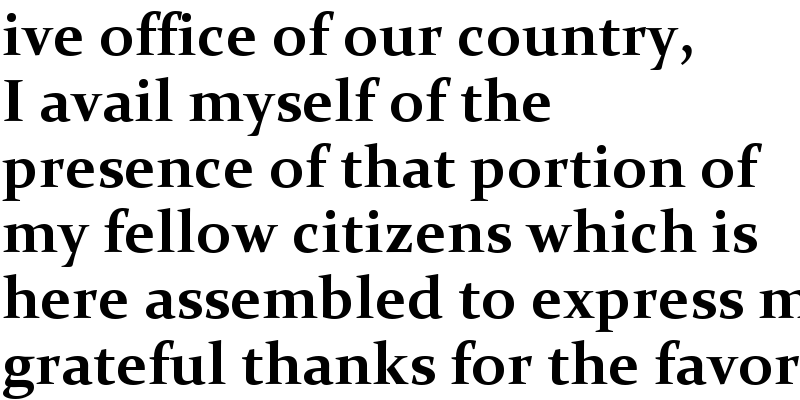 ive office of our country,
I avail myself of the
presence of that portion of
my fellow citizens which is
here assembled to express m
grateful thanks for the favor